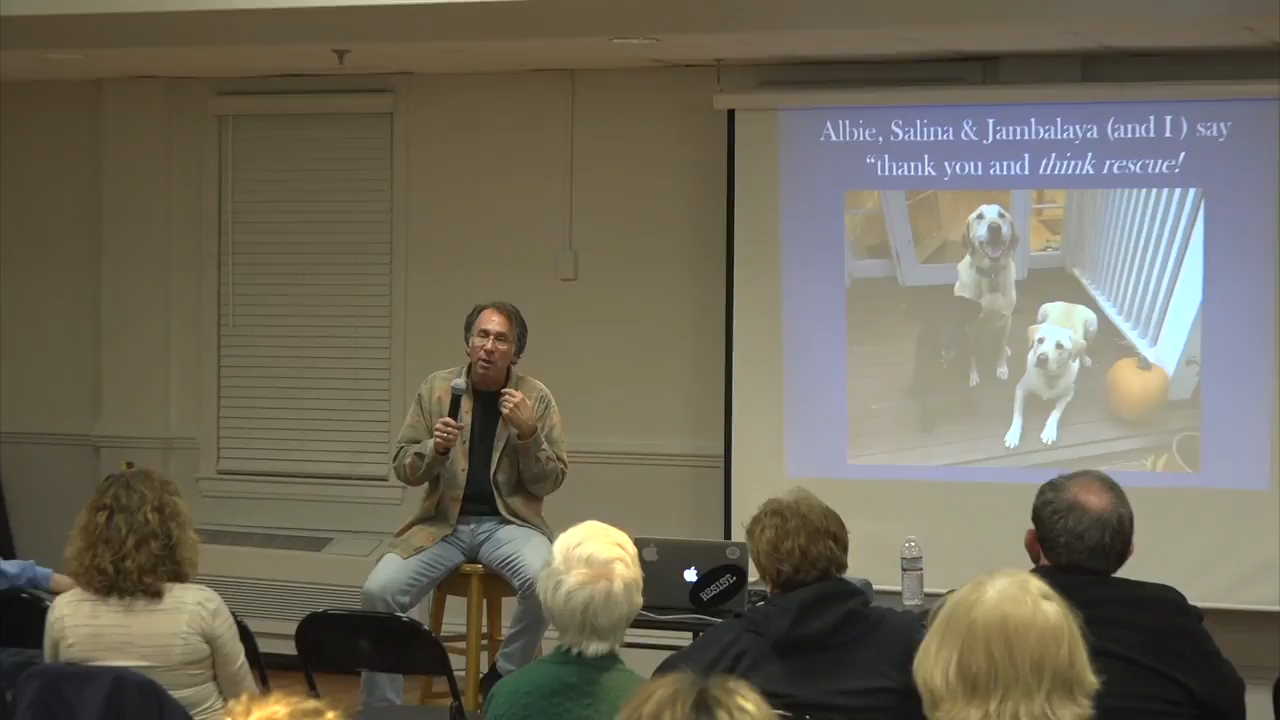 Albie, Salina & Jambalaya (and I ) say
“thank you and think rescue!
RESIST.